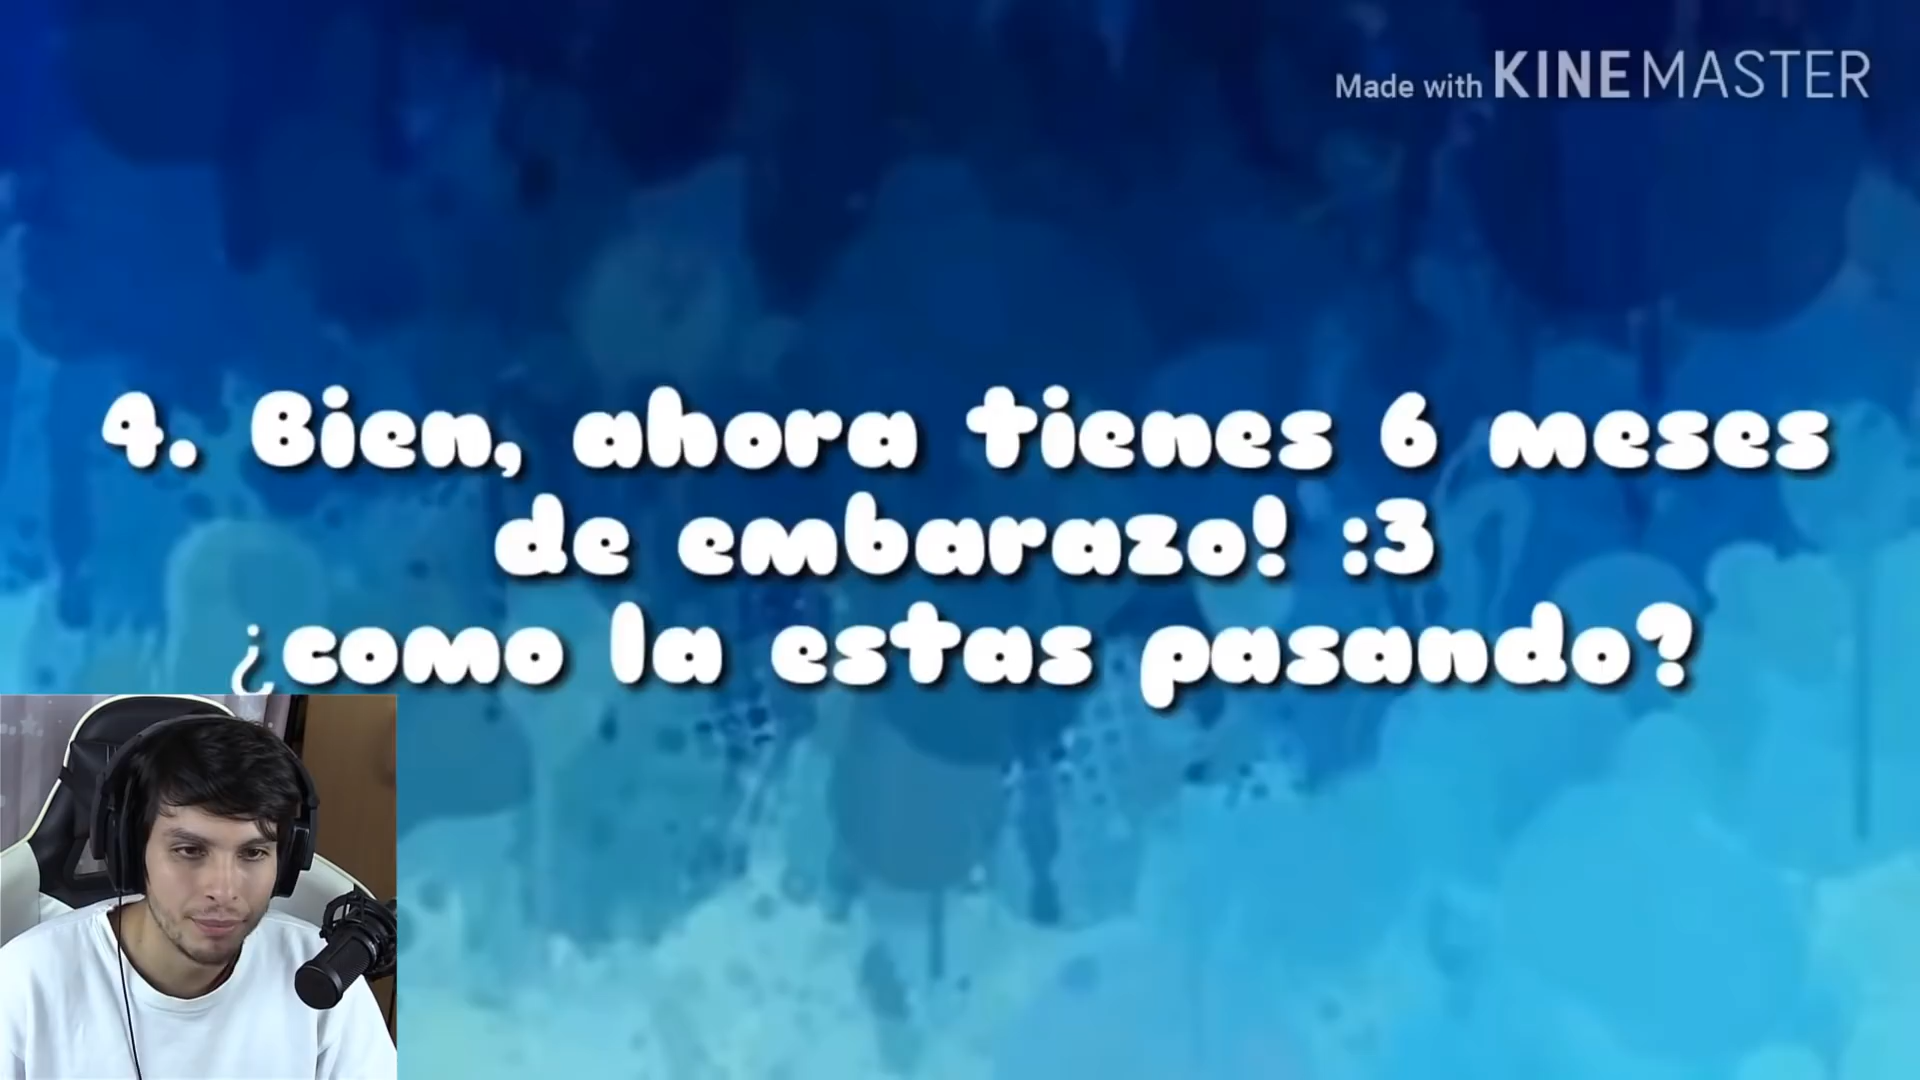 Made with KINEMASTER
4. Bien, ahora tienes 6 meses
de embarazo! :3
¿como la estas pasando?